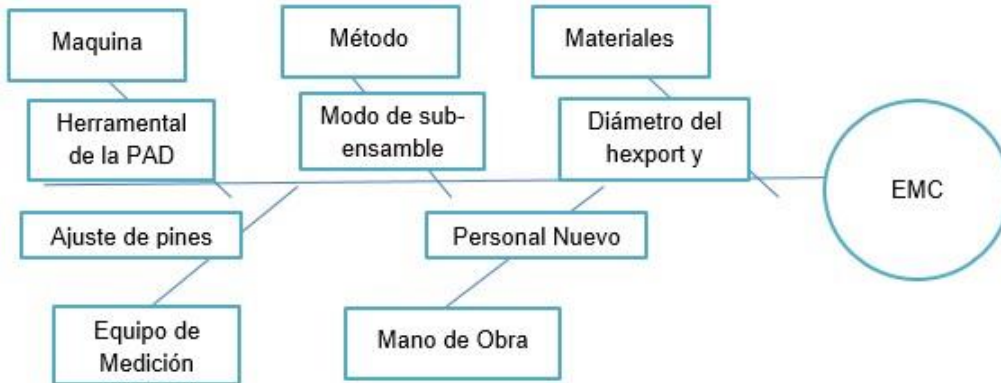 Maquina
Método
Materiales
Herramental
de la PAD
Modo de sub-
ensamble
Diámetro del
hexport y
EMC
Ajuste de pines
Personal Nuevo
Equipo de
Medición
Mano de Obra